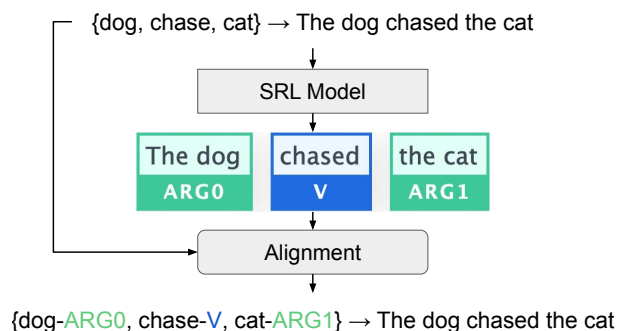 {dog, chase, cat} → The dog chased the cat
SRL Model
The dog chased the cat
ARG0 V ARG1
Alignment
{dog-ARG0, chase-V, cat-ARG1} → The dog chased the cat